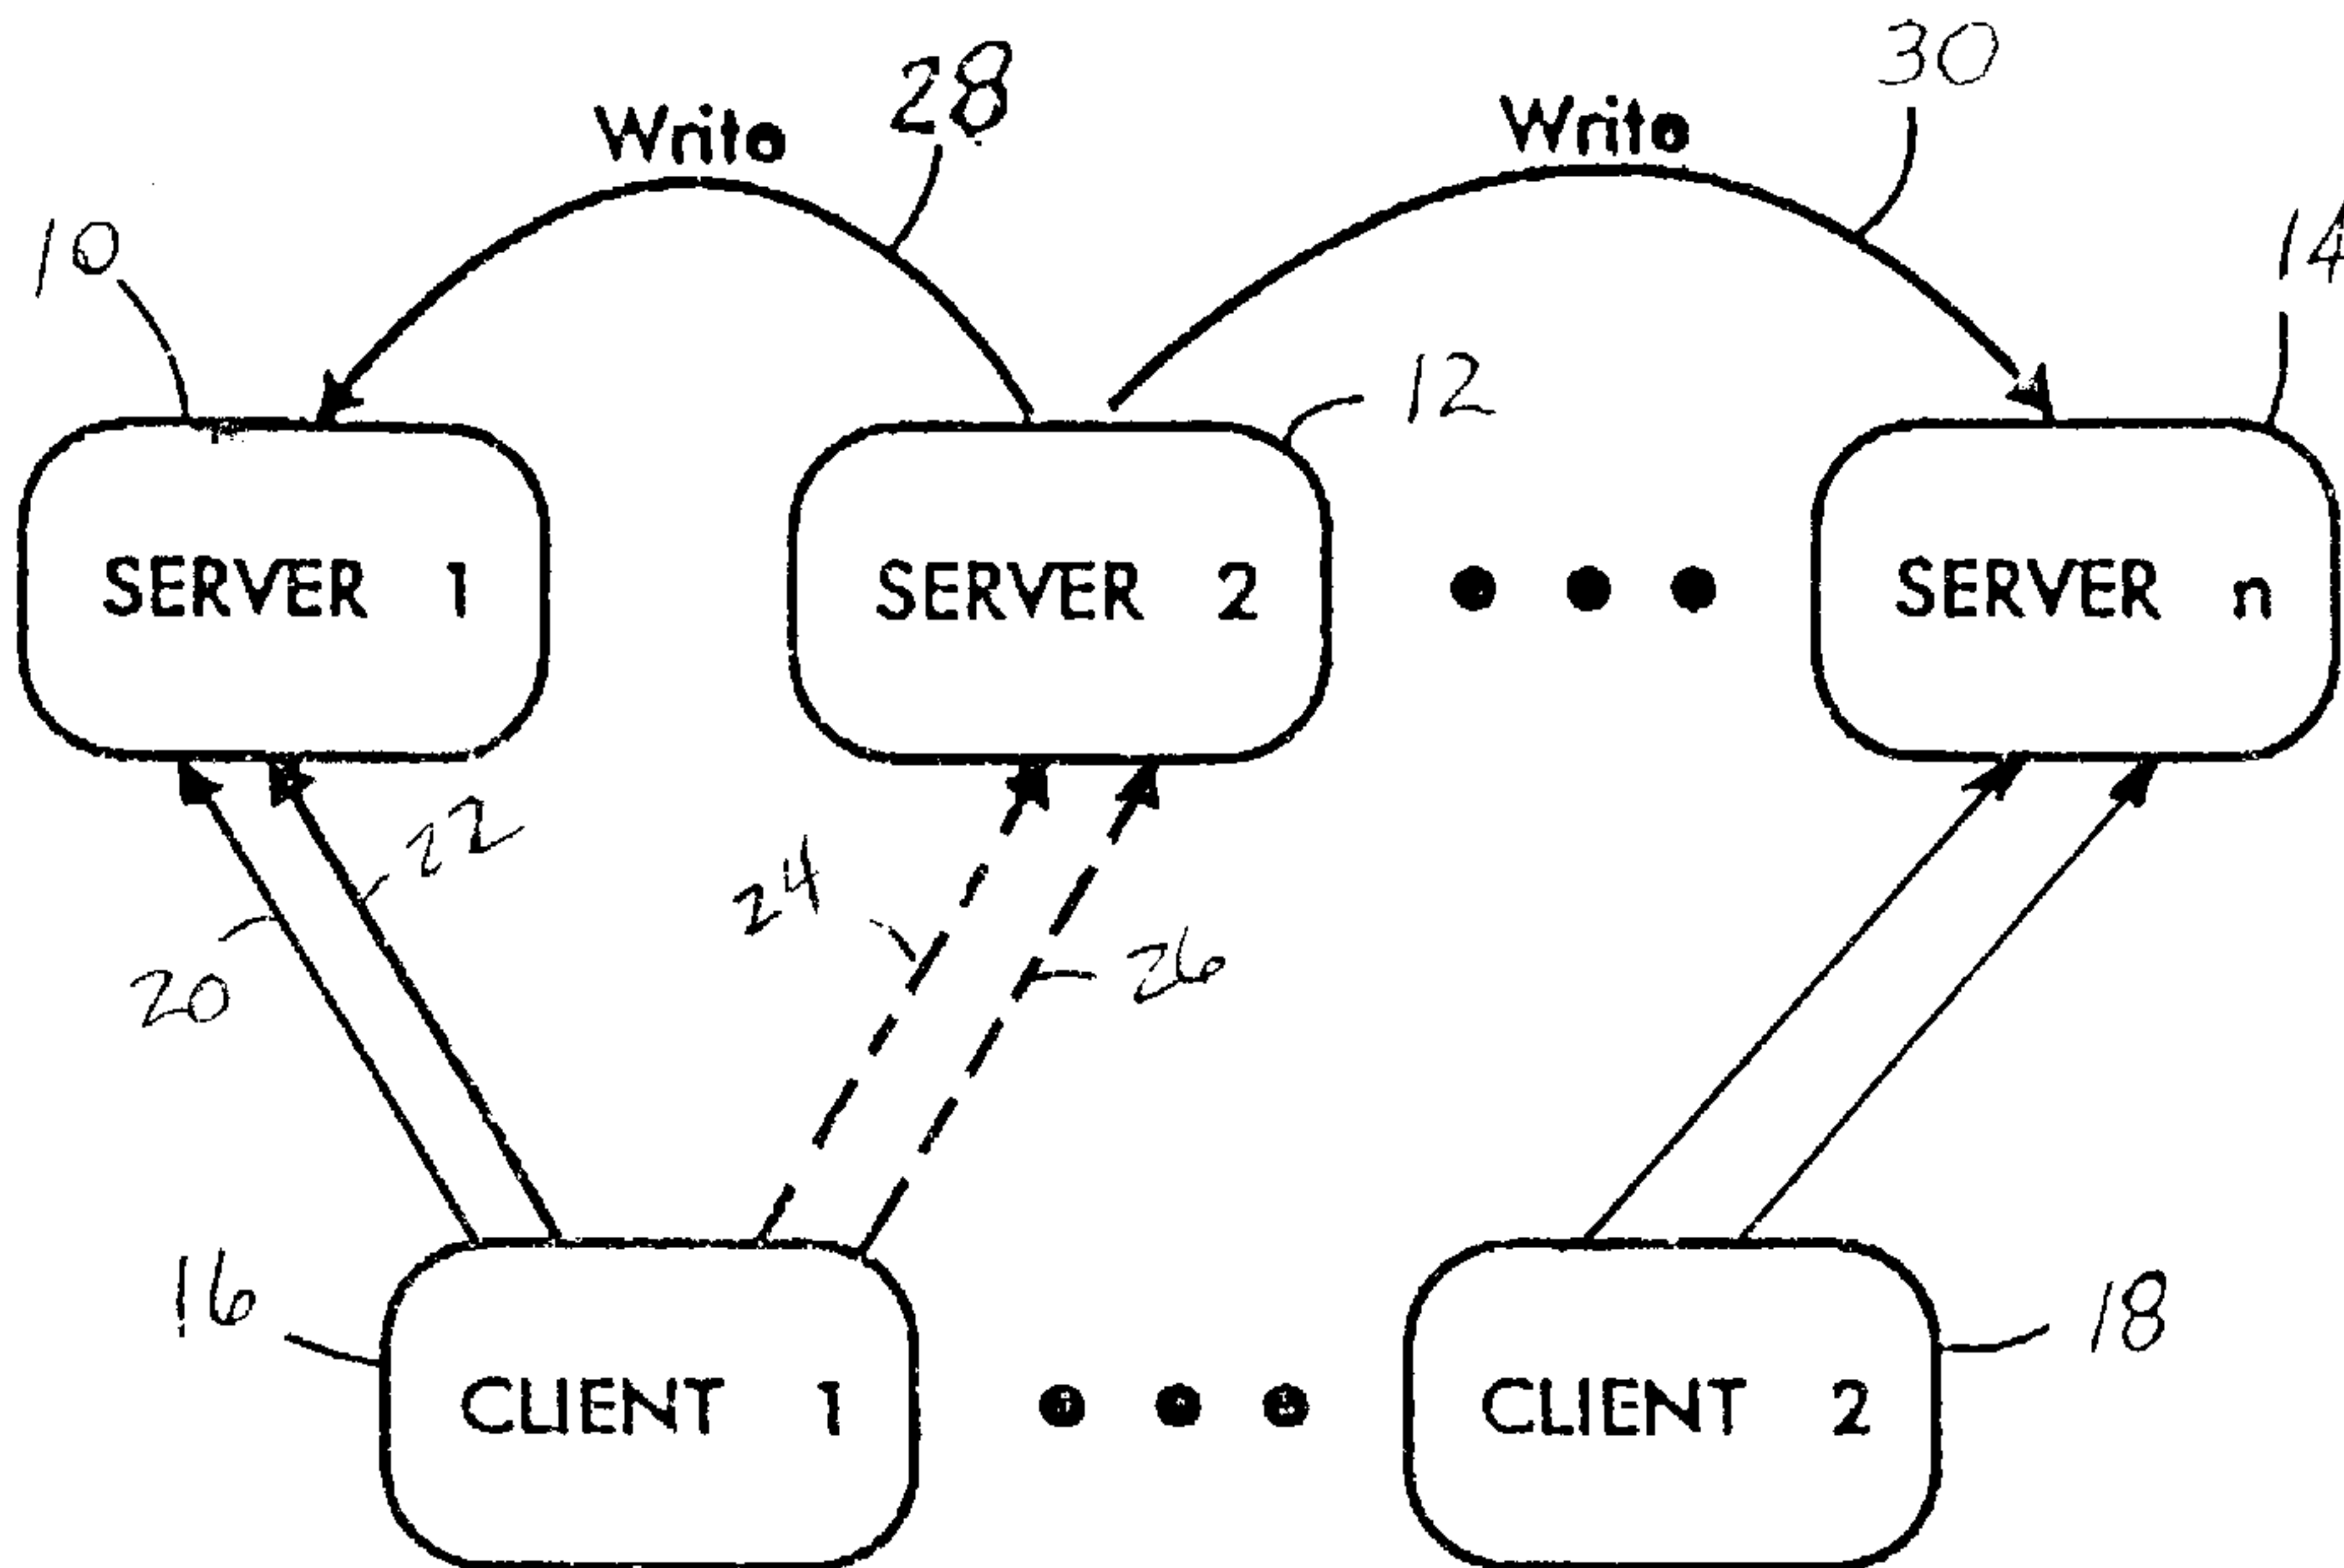 30
28
Write
Write
10
14
12
SERVER 1
SERVER 2
SERVER n
22
24
26
20
16
18
CLIENT 1
CLIENT 2